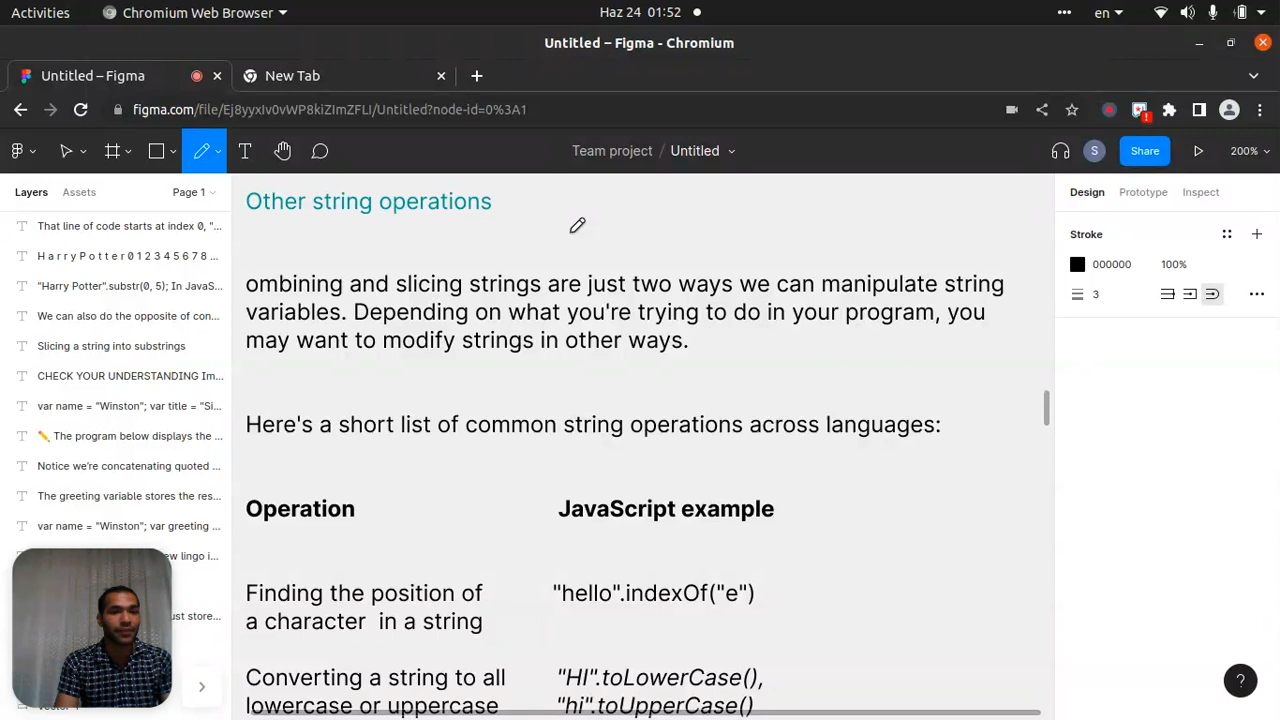 Activities
Chromium Web Browser
Haz 24 01:52
en
Untitled – Figma - Chromium
Untitled – Figma
New Tab
figma.com/file/Ej8yyxIv0vWP8kiZImZFLI/Untitled?node-id=0%3A1
Team project / Untitled
S
Share
200%
Layers
Assets
Page 1
Design
Prototype
Inspect
That line of code starts at index 0, "...
H a r r y P o t t e r 0 1 2 3 4 5 6 7 8 ...
"Harry Potter".substr(0, 5); In JavaS...
We can also do the opposite of con...
Slicing a string into substrings
CHECK YOUR UNDERSTANDING Im...
var name = "Winston"; var title = "Si...
✏️ The program below displays the ...
Notice we're concatenating quoted ...
The greeting variable stores the res...
var name = "Winston"; var greeting ...
ew lingo i...
ust store...
Other string operations
ombining and slicing strings are just two ways we can manipulate string
variables. Depending on what you're trying to do in your program, you
may want to modify strings in other ways.
Here's a short list of common string operations across languages:
Operation
JavaScript example
Finding the position of
a character in a string
"hello".indexOf("e")
Converting a string to all
lowercase or uppercase
"HI".toLowerCase(),
"hi".toUpperCase()
Stroke
000000
100%
3
?